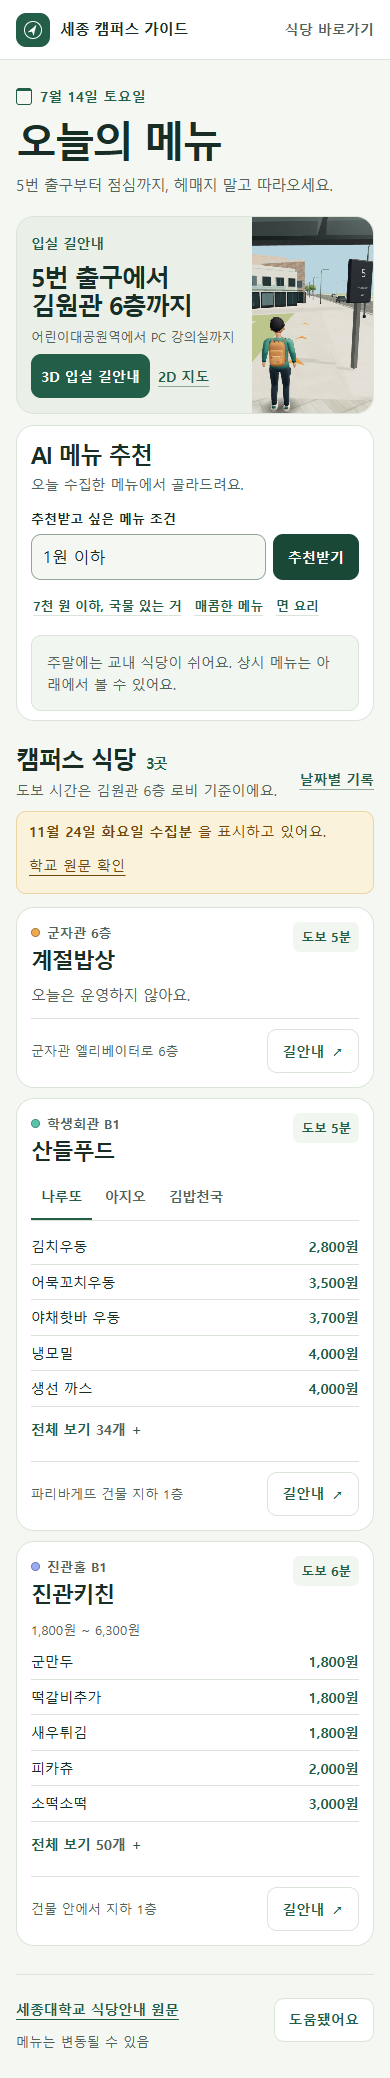 세종 캠퍼스 가이드
식당 바로가기
7월 14일 토요일
오늘의 메뉴
5번 출구부터 점심까지, 헤매지 말고 따라오세요.
입실 길안내
5번 출구에서
김원관 6층까지
어린이대공원역에서 PC 강의실까지
3D 입실 길안내
2D 지도
5
AI 메뉴 추천
오늘 수집한 메뉴에서 골라드려요.
추천받고 싶은 메뉴 조건
1원 이하
추천받기
7천 원 이하, 국물 있는 거
매콤한 메뉴
면 요리
주말에는 교내 식당이 쉬어요. 상시 메뉴는 아
래에서 볼 수 있어요.
캠퍼스 식당 3곳
도보 시간은 김원관 6층 로비 기준이에요.
날짜별 기록
11월 24일 화요일 수집분 을 표시하고 있어요.
학교 원문 확인
군자관 6층
도보 5분
계절밥상
오늘은 운영하지 않아요.
군자관 엘리베이터로 6층
길안내 ↗
학생회관 B1
도보 5분
산들푸드
나루또
아지오
김밥천국
김치우동 2,800원
어묵꼬치우동 3,500원
야채핫바 우동 3,700원
냉모밀 4,000원
생선 까스 4,000원
전체 보기 34개 +
파리바게뜨 건물 지하 1층
길안내 ↗
진관홀 B1
도보 6분
진관키친
1,800원 ~ 6,300원
군만두 1,800원
떡갈비추가 1,800원
새우튀김 1,800원
피카츄 2,000원
소떡소떡 3,000원
전체 보기 50개 +
건물 안에서 지하 1층
길안내 ↗
세종대학교 식당안내 원문
메뉴는 변동될 수 있음
도움됐어요